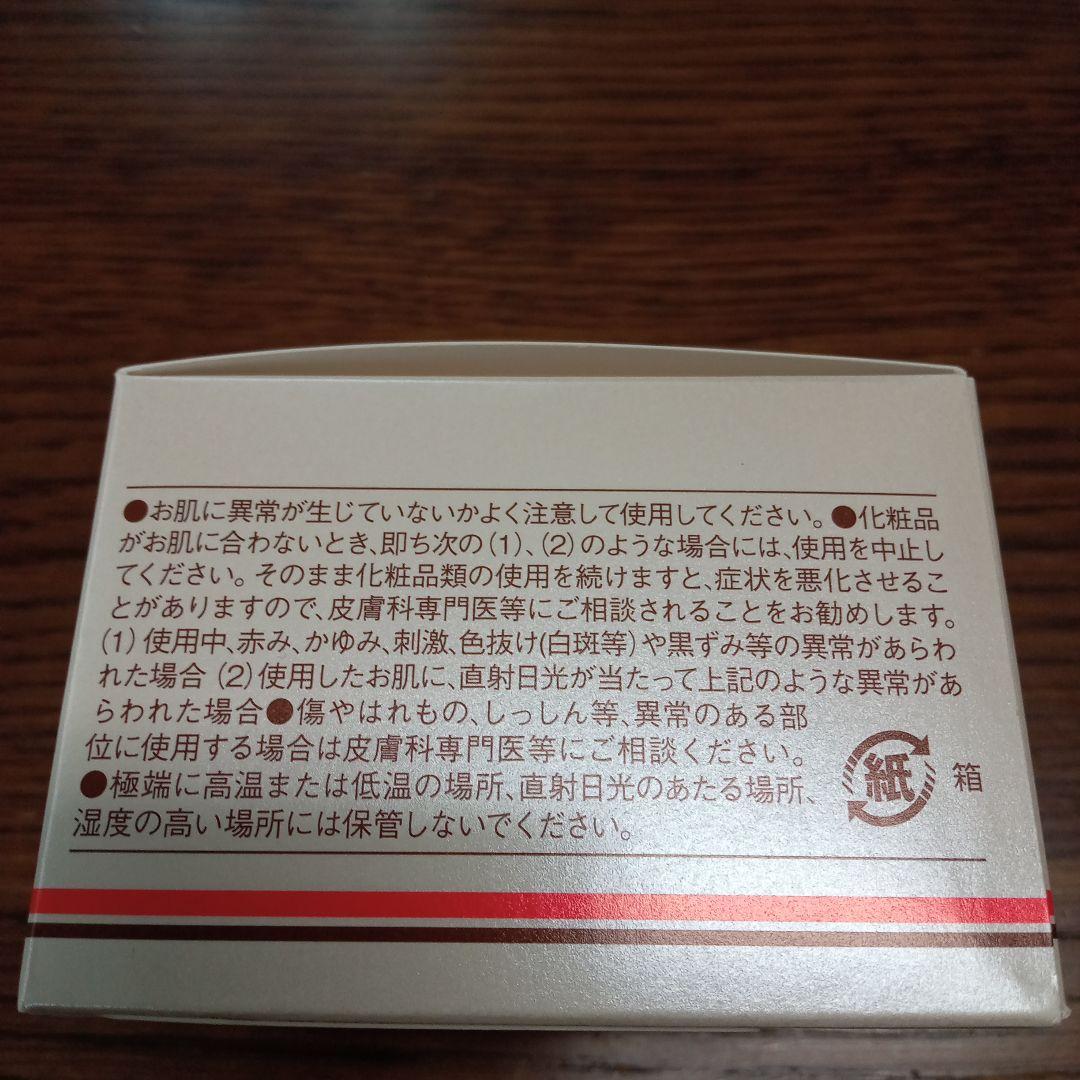 ●お肌に異常が生じていないかよく注意して使用してください。●化粧品
がお肌に合わないとき、即ち次の(1)、(2)のような場合には、使用を中止し
てください。そのまま化粧品類の使用を続けますと、症状を悪化させるこ
とがありますので、皮膚科専門医等にご相談されることをお勧めします。
(1)使用中、赤み、かゆみ、刺激、色抜け(白斑等)や黒ずみ等の異常があらわ
れた場合 (2)使用したお肌に、直射日光が当たって上記のような異常があ
らわれた場合●傷やはれもの、しっしん等、異常のある部
位に使用する場合は皮膚科専門医等にご相談ください。
●極端に高温または低温の場所、直射日光のあたる場所、
湿度の高い場所には保管しないでください。
紙 箱